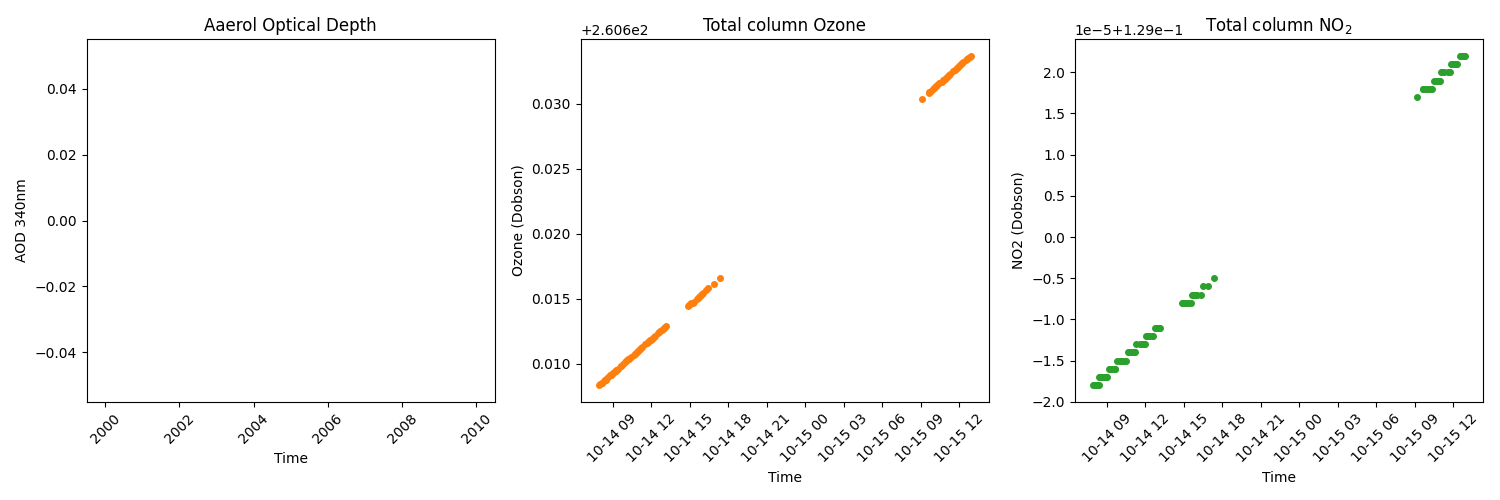 Aaerol Optical Depth
AOD 340nm
0.04
0.02
0.00
−0.02
−0.04
2000 2002 2004 2006 2008 2010
Time
Total column Ozone
+2.606e2
Ozone (Dobson)
0.030
0.025
0.020
0.015
0.010
10-14 09 10-14 12 10-14 15 10-14 18 10-14 21 10-15 00 10-15 03 10-15 06 10-15 09 10-15 12
Time
Total column NO₂
1e−5+1.29e−1
NO2 (Dobson)
2.0
1.5
1.0
0.5
0.0
−0.5
−1.0
−1.5
−2.0
10-14 09 10-14 12 10-14 15 10-14 18 10-14 21 10-15 00 10-15 03 10-15 06 10-15 09 10-15 12
Time